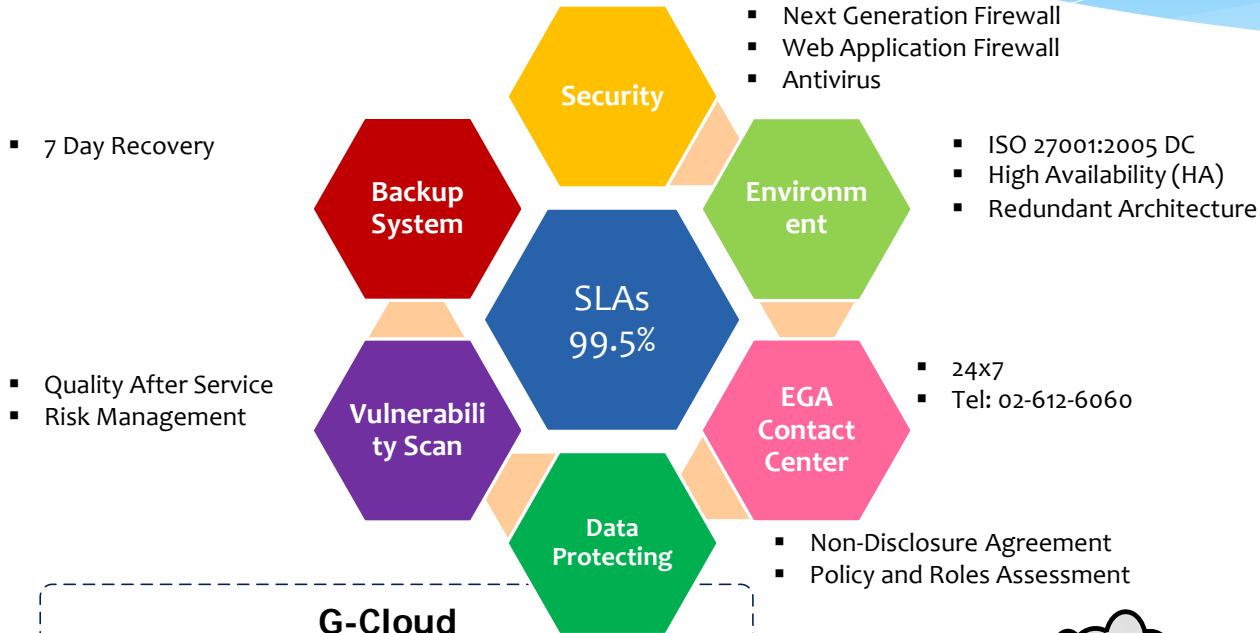 ▪ Next Generation Firewall
▪ Web Application Firewall
▪ Antivirus
Security
▪ 7 Day Recovery
Backup
System
Environm
ent
▪ ISO 27001:2005 DC
▪ High Availability (HA)
▪ Redundant Architecture
SLAs
99.5%
▪ Quality After Service
▪ Risk Management
Vulnerabili
ty Scan
EGA
Contact
Center
▪ 24x7
▪ Tel: 02-612-6060
Data
Protecting
▪ Non-Disclosure Agreement
▪ Policy and Roles Assessment
G-Cloud